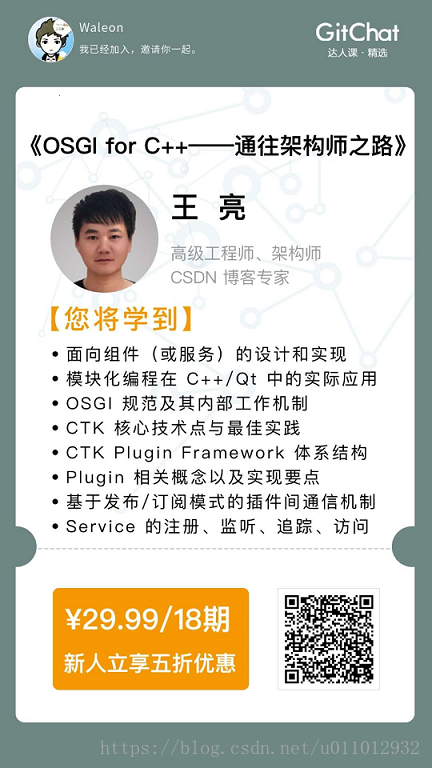 Waleon
我已经加入，邀请你一起。
GitChat
达人课 · 精选
《OSGI for C++——通往架构师之路》
王 亮
高级工程师、架构师
CSDN 博客专家
【您将学到】
• 面向组件（或服务）的设计和实现
• 模块化编程在 C++/Qt 中的实际应用
• OSGI 规范及其内部工作机制
• CTK 核心技术点与最佳实践
• CTK Plugin Framework 体系结构
• Plugin 相关概念以及实现要点
• 基于发布/订阅模式的插件间通信机制
• Service 的注册、监听、追踪、访问
¥29.99/18期
新人立享五折优惠
https://blog.csdn.net/u011012932